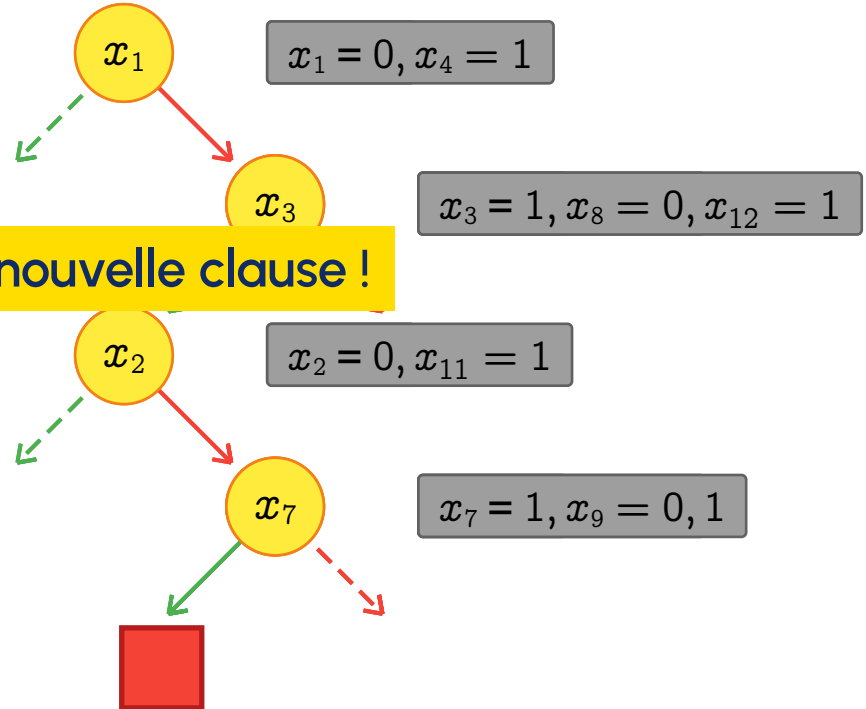 x₁
x₁ = 0, x₄ = 1
x₃
x₃ = 1, x₈ = 0, x₁₂ = 1
nouvelle clause !
x₂
x₂ = 0, x₁₁ = 1
x₇
x₇ = 1, x₉ = 0, 1